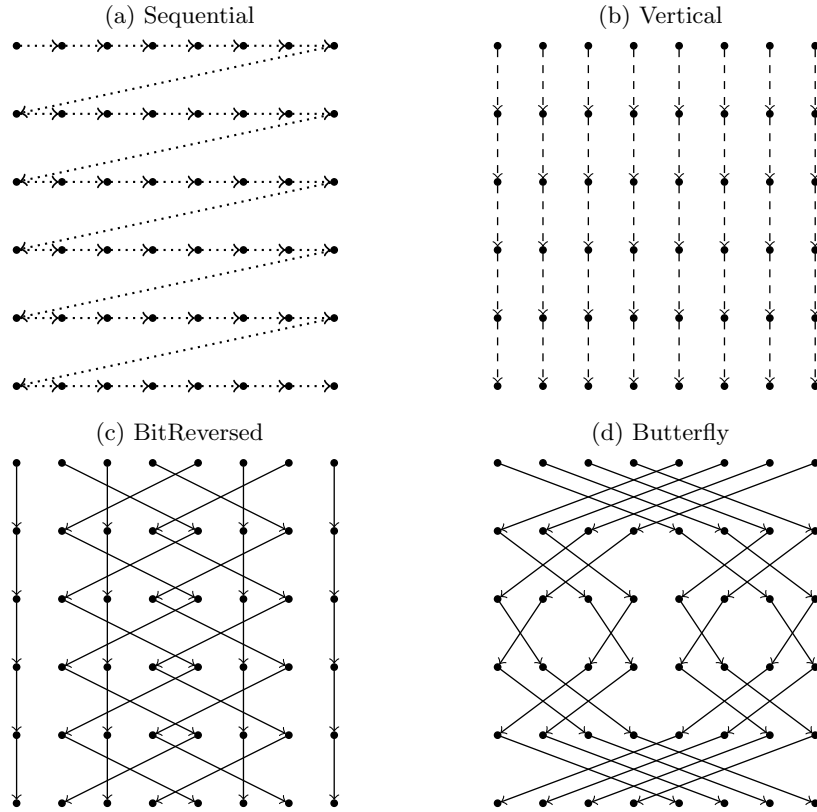 (a) Sequential
(b) Vertical
(c) BitReversed
(d) Butterfly